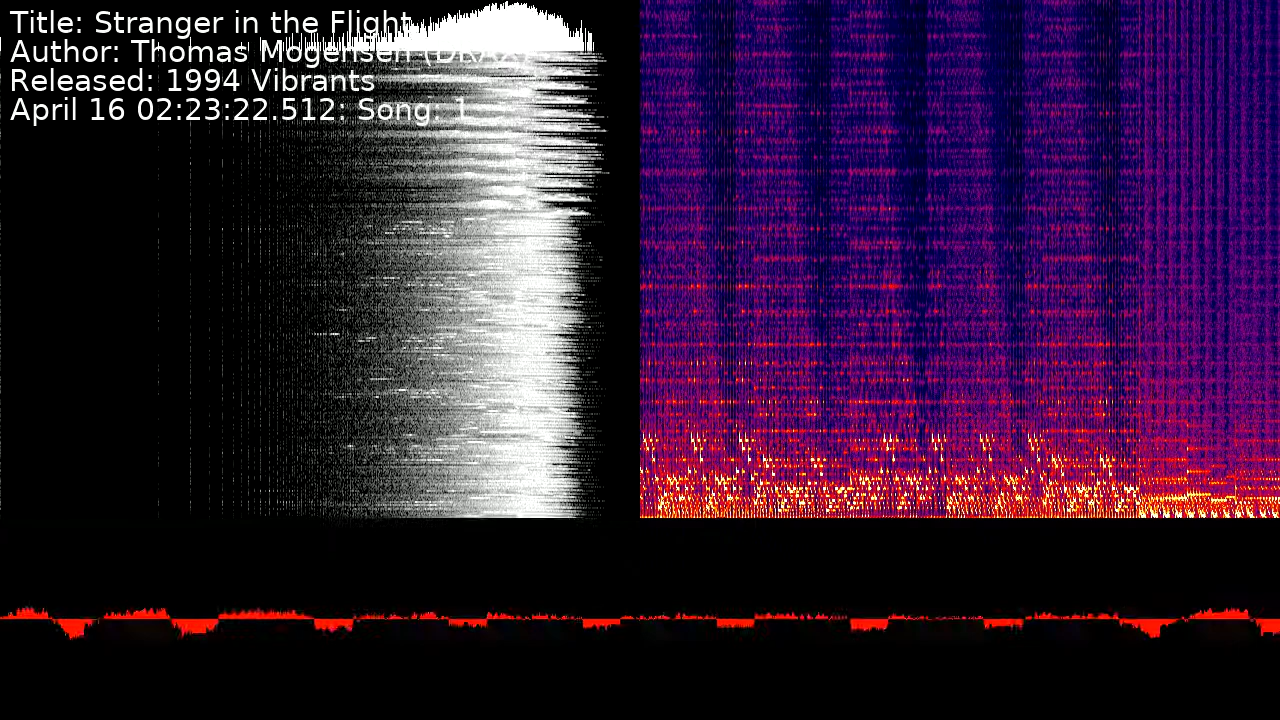 Title: Stranger in the Flight
Author: Thomas Mogensen (DRAX)
Released: 1994 Vibrants
April 16 02:23:22.512: Song: 1